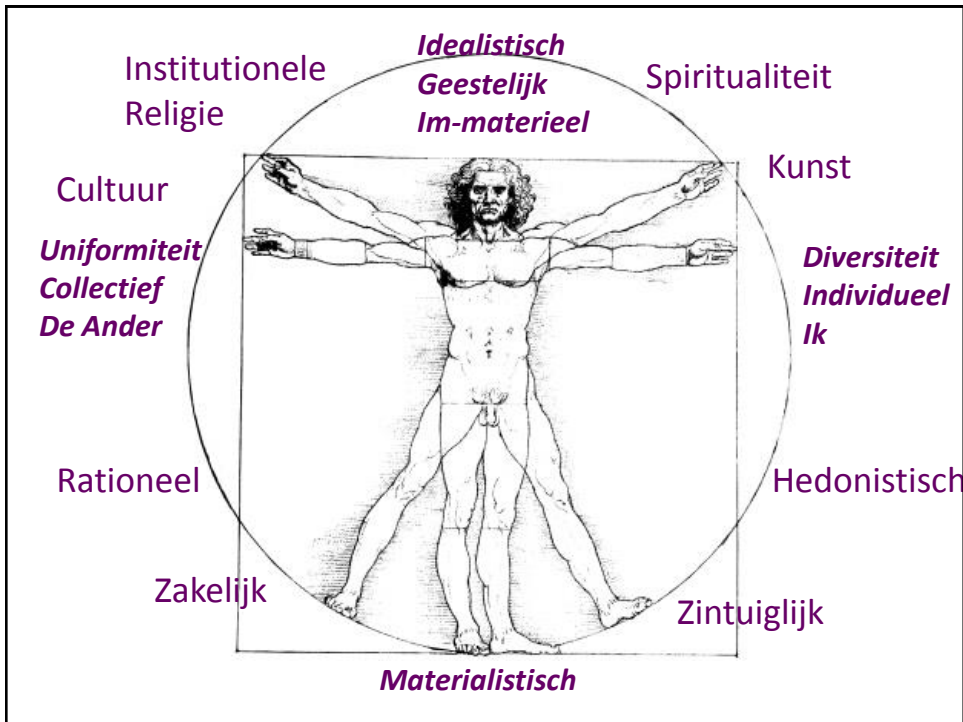 Idealistisch
Geestelijk
Im-materieel
Institutionele
Religie
Spiritualiteit
Cultuur
Kunst
Uniformiteit
Collectief
De Ander
Diversiteit
Individueel
Ik
Rationeel
Hedonistisch
Zakelijk
Zintuiglijk
Materialistisch